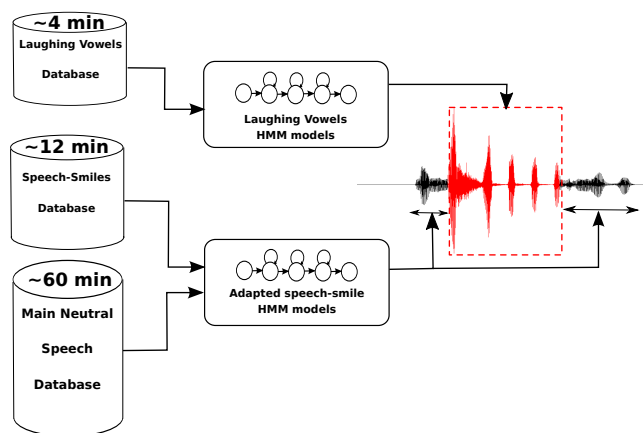 ~4 min
Laughing Vowels
Database
Laughing Vowels
HMM models
~12 min
Speech-Smiles
Database
~60 min
Main Neutral
Speech
Database
Adapted speech-smile
HMM models